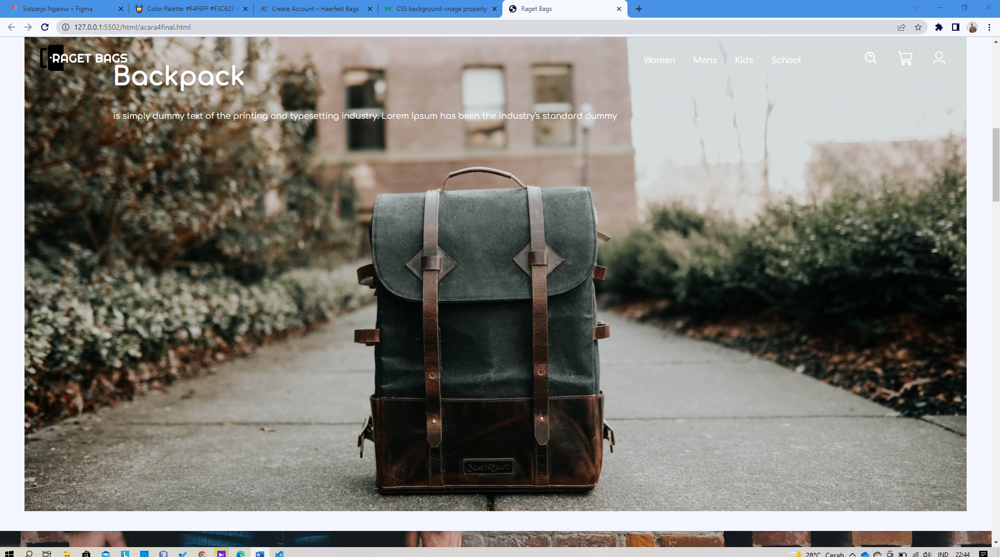 Sidoarjo Ngawur – Figma
Color Palette: #F4F6FF #F3C623
Create Account – Haerfest Bags
CSS background-image property
Raget Bags
127.0.0.1:5502/html/acara4final.html
RAGET BAGS
Women Mens Kids School
Backpack
is simply dummy text of the printing and typesetting industry. Lorem Ipsum has been the industry's standard dummy
BEAST CRAFT
28°C Cerah
IND
22:44